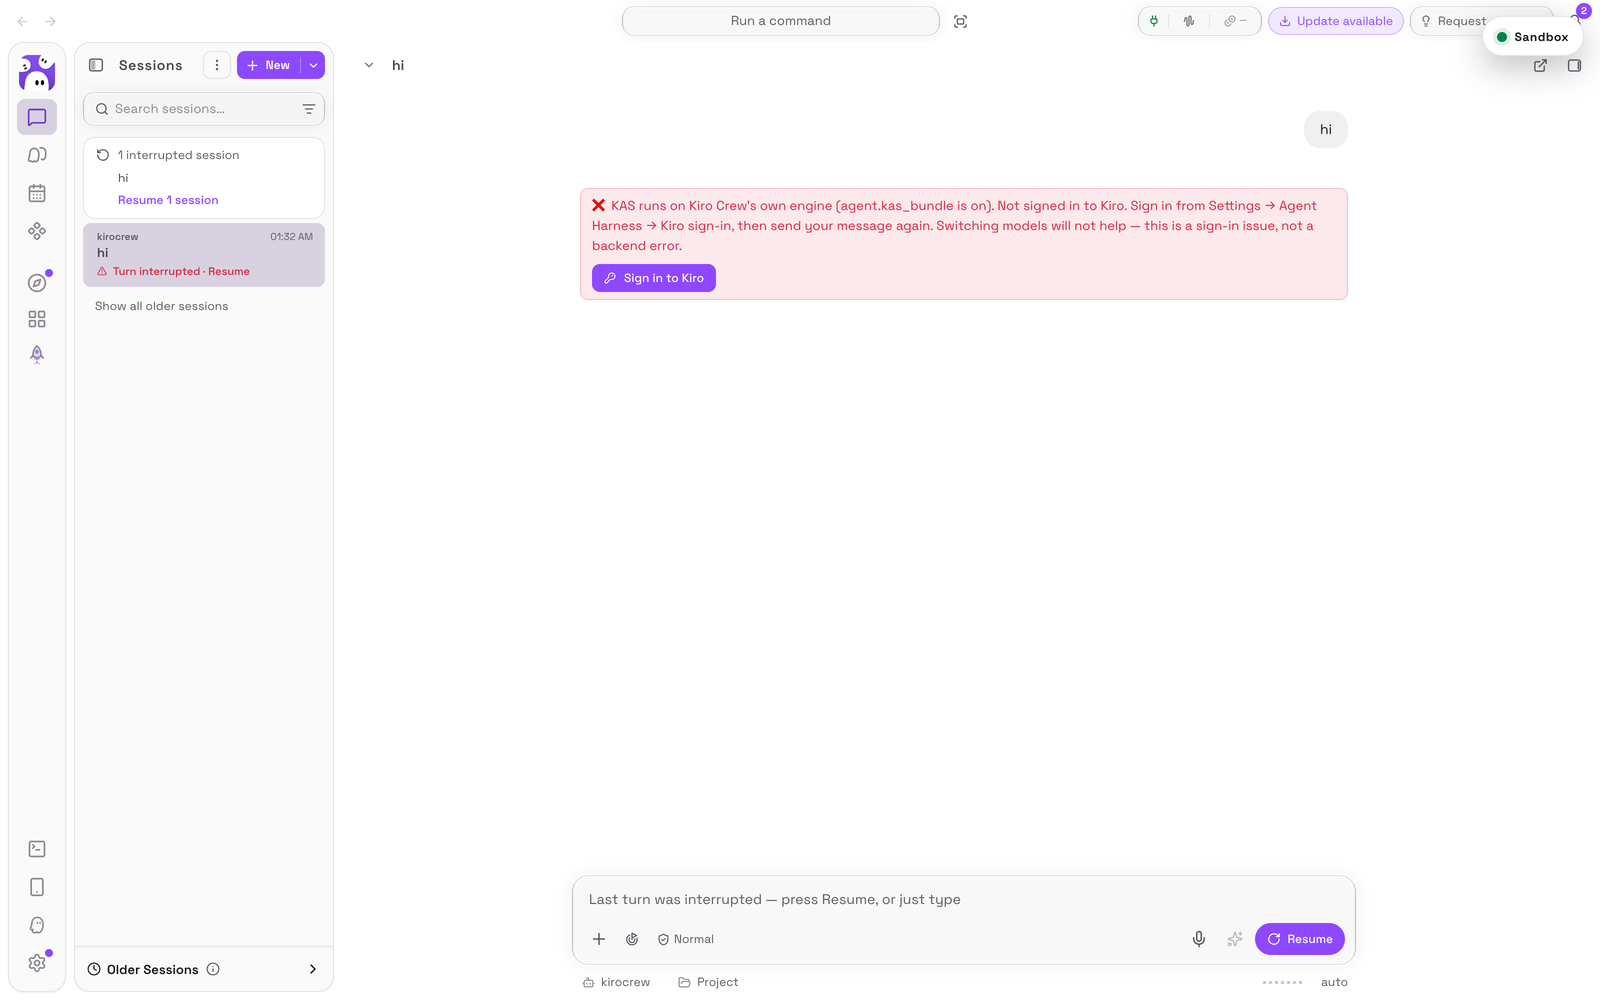 Run a command
Update available
Request
2
Sandbox
Sessions
New
Search sessions...
1 interrupted session
hi
Resume 1 session
kirocrew 01:32 AM
hi
Turn interrupted · Resume
Show all older sessions
Older Sessions
hi
hi
❌ KAS runs on Kiro Crew's own engine (agent.kas_bundle is on). Not signed in to Kiro. Sign in from Settings → Agent
Harness → Kiro sign-in, then send your message again. Switching models will not help — this is a sign-in issue, not a
backend error.
Sign in to Kiro
Last turn was interrupted — press Resume, or just type
Normal
Resume
kirocrew
Project
auto